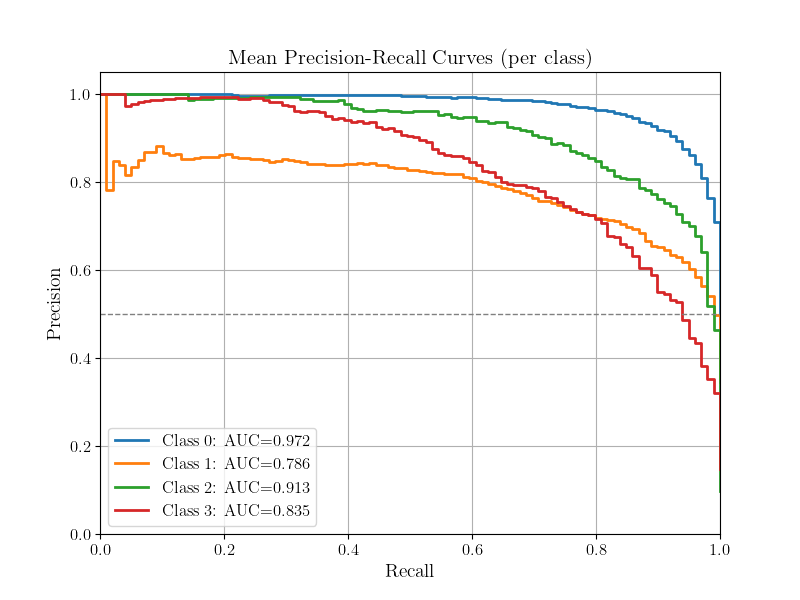 Mean Precision-Recall Curves (per class)
1.0
0.8
0.6
0.4
0.2
0.0
Precision
Class 0: AUC=0.972
Class 1: AUC=0.786
Class 2: AUC=0.913
Class 3: AUC=0.835
0.0 0.2 0.4 0.6 0.8 1.0
Recall